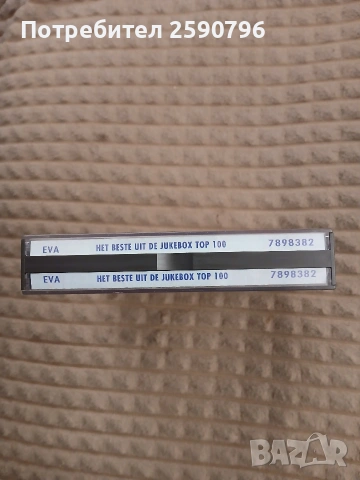 Потребител 2590796
EVA HET BESTE UIT DE JUKEBOX TOP 100 7898382
EVA HET BESTE UIT DE JUKEBOX TOP 100 7898382
BAZAR